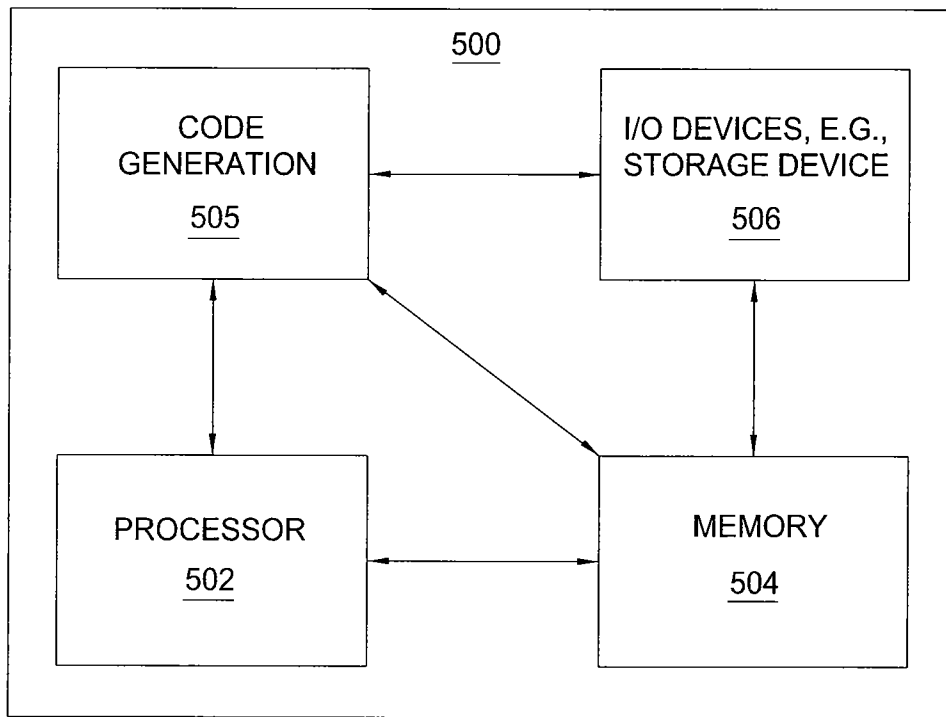 500
CODE
GENERATION
505
I/O DEVICES, E.G.,
STORAGE DEVICE
506
PROCESSOR
502
MEMORY
504